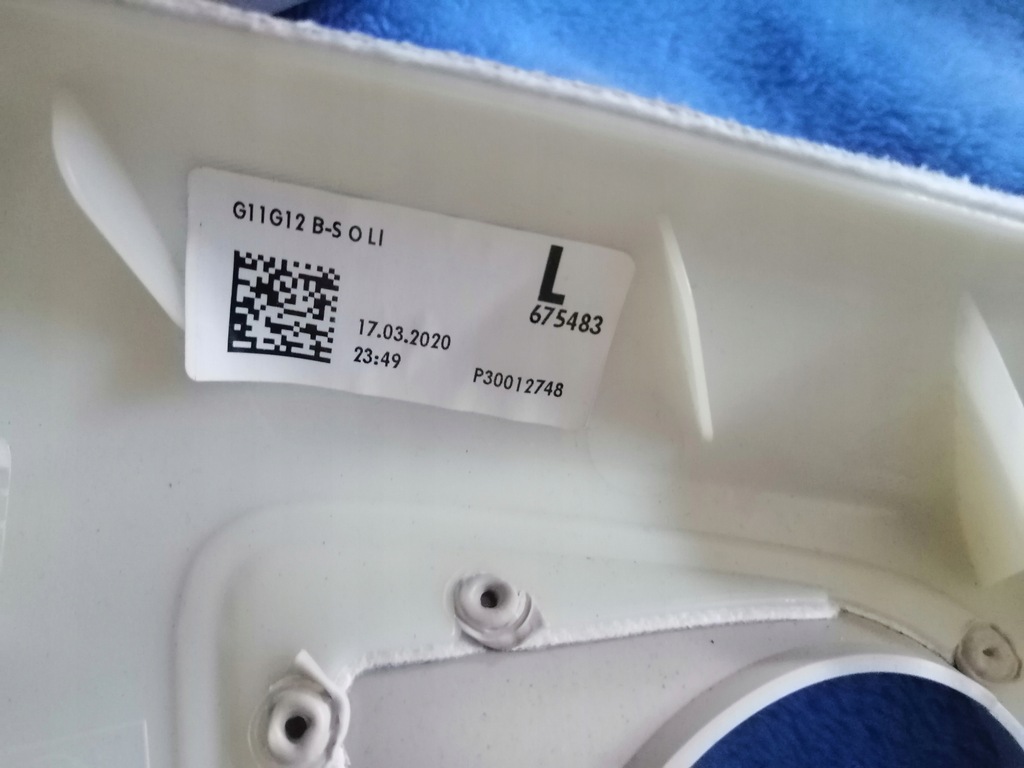 G11G12 B-S O LI
L
675483
17.03.2020
23:49
P30012748